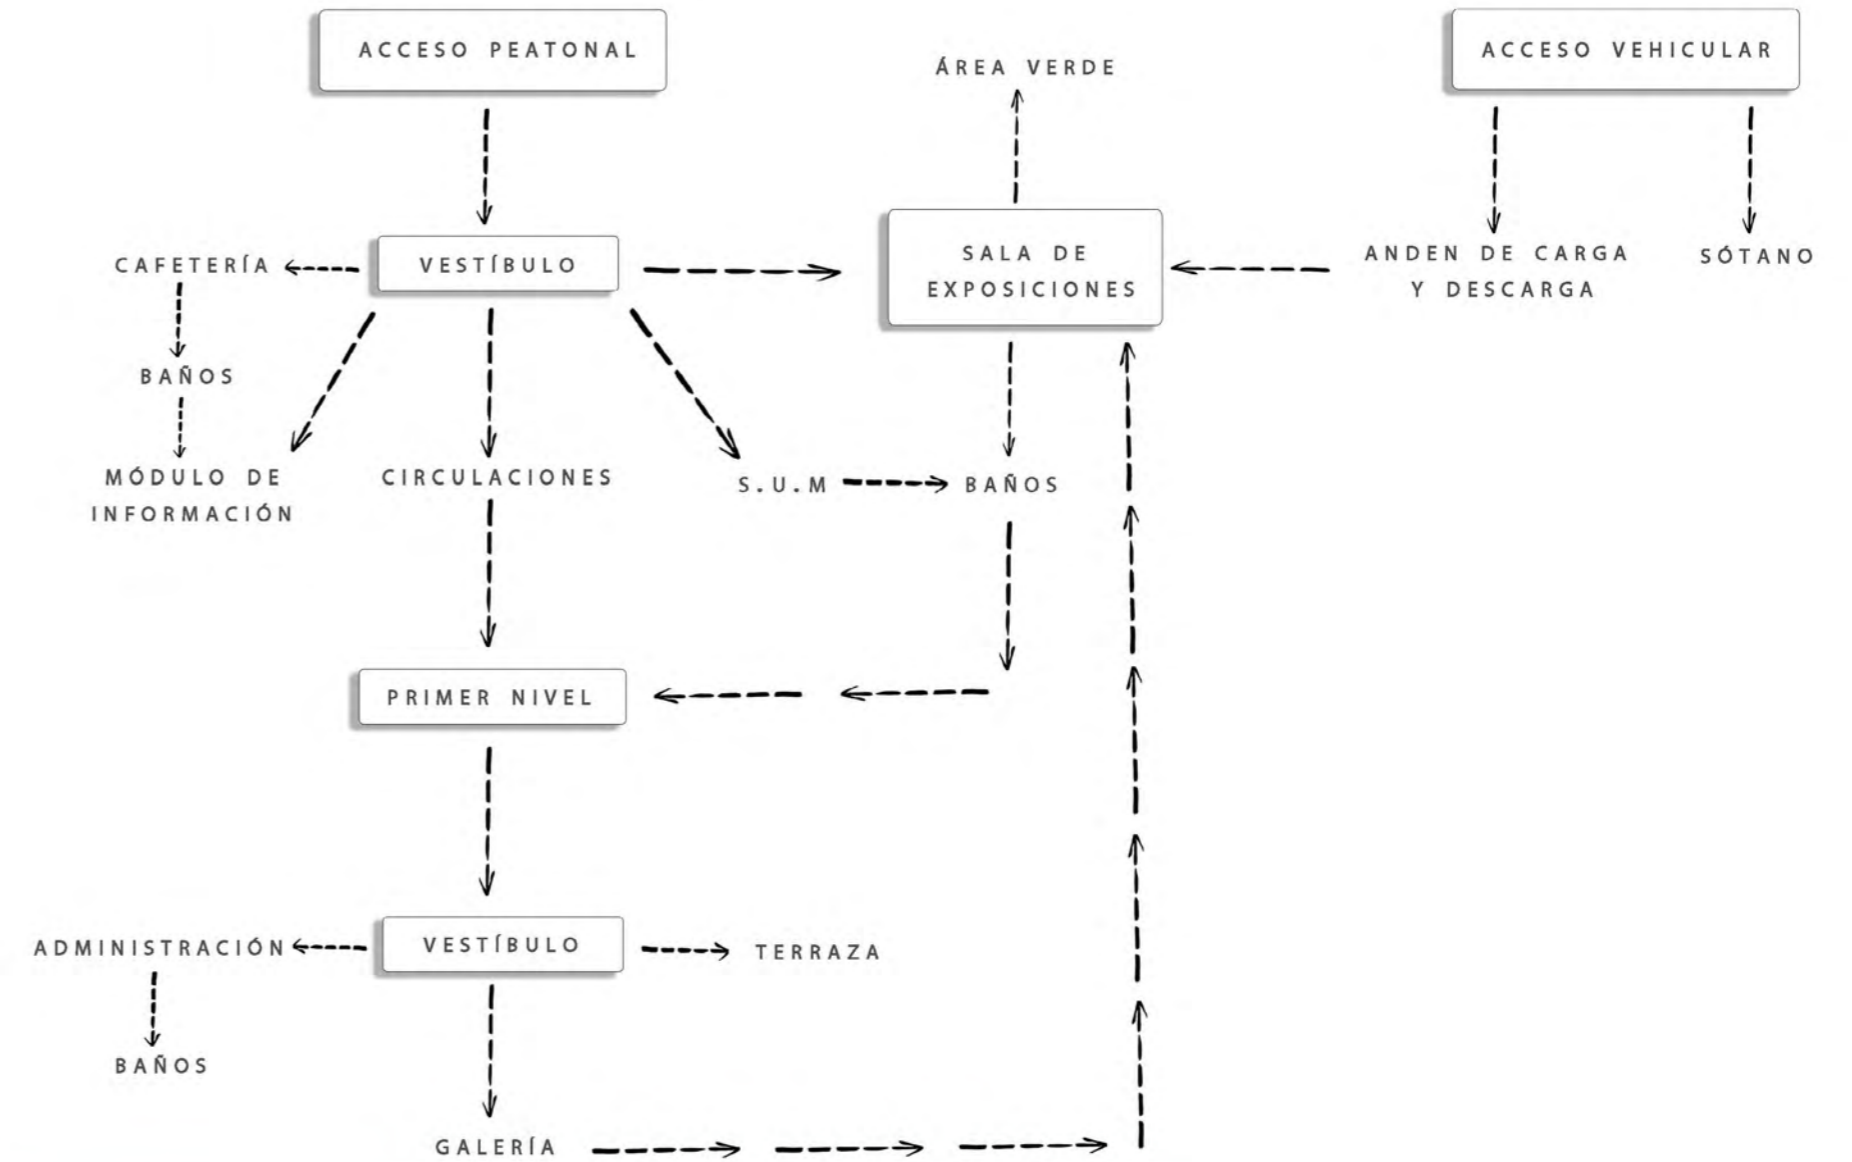 ACCESO PEATONAL
ACCESO VEHICULAR
ÁREA VERDE
CAFETERÍA
VESTÍBULO
SALA DE
EXPOSICIONES
ANDEN DE CARGA
Y DESCARGA
SÓTANO
BAÑOS
MÓDULO DE
INFORMACIÓN
CIRCULACIONES
S.U.M
BAÑOS
PRIMER NIVEL
ADMINISTRACIÓN
VESTÍBULO
TERRAZA
BAÑOS
GALERÍA